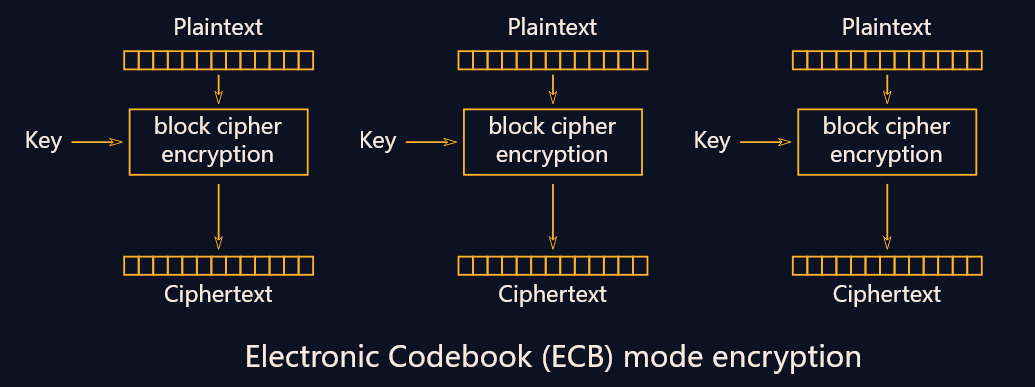 Plaintext
Plaintext
Plaintext
Key
block cipher
encryption
Key
block cipher
encryption
Key
block cipher
encryption
Ciphertext
Ciphertext
Ciphertext
Electronic Codebook (ECB) mode encryption